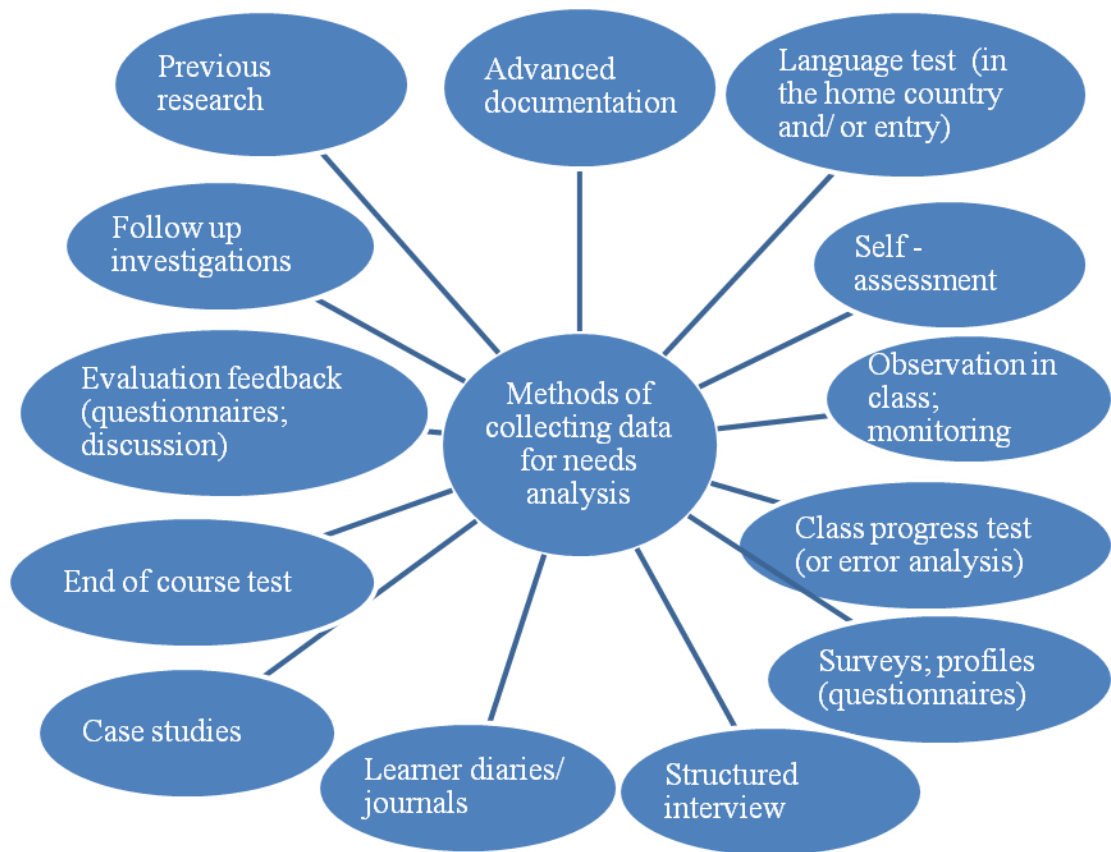 Previous
research
Advanced
documentation
Language test  (in
the home country
and/ or entry)
Follow up
investigations
Self -
assessment
Evaluation feedback
(questionnaires;
discussion)
Methods of
collecting data
for needs
analysis
Observation in
class;
monitoring
End of course test
Class progress test
(or error analysis)
Case studies
Surveys; profiles
(questionnaires)
Learner diaries/
journals
Structured
interview